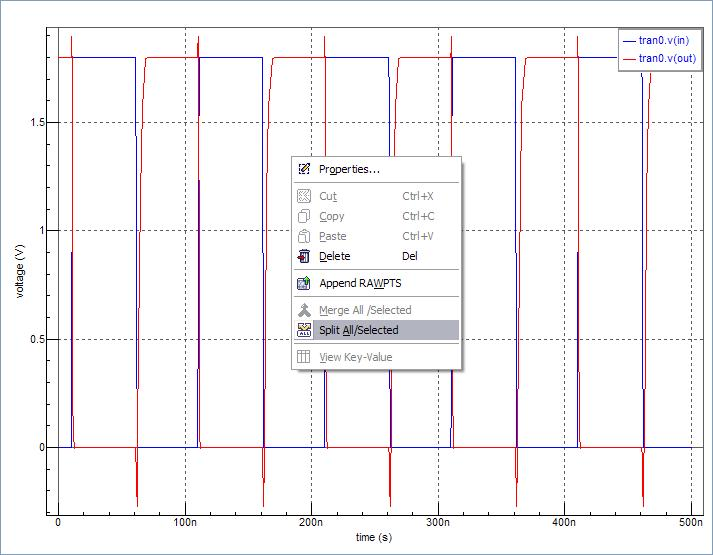 tran0.v(in)
tran0.v(out)
1.5
1
0.5
0
voltage (V)
Properties...
Cut Ctrl+X
Copy Ctrl+C
Paste Ctrl+V
Delete Del
Append RAWPTS
Merge All /Selected
ALL Split All/Selected
View Key-Value
0 100n 200n 300n 400n 500n
time (s)